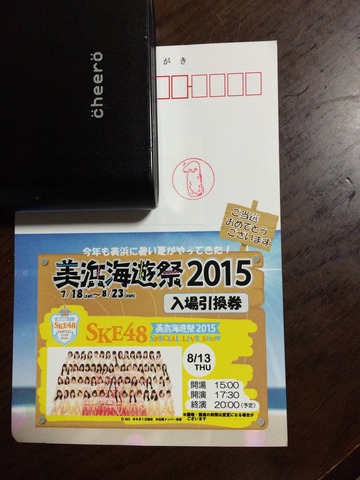 cheero
がき
ご当選
おめでとう
ございます
今年も美浜に暑い夏がやってきた!
美浜海遊祭2015
7/18(sat)~8/23(sun)
入場引換券
SKE48
SKE48
美浜海遊祭2015
SPECIAL LIVE SHOW
8/13
THU
開場 15:00
開演 17:30
終演 20:00(予定)